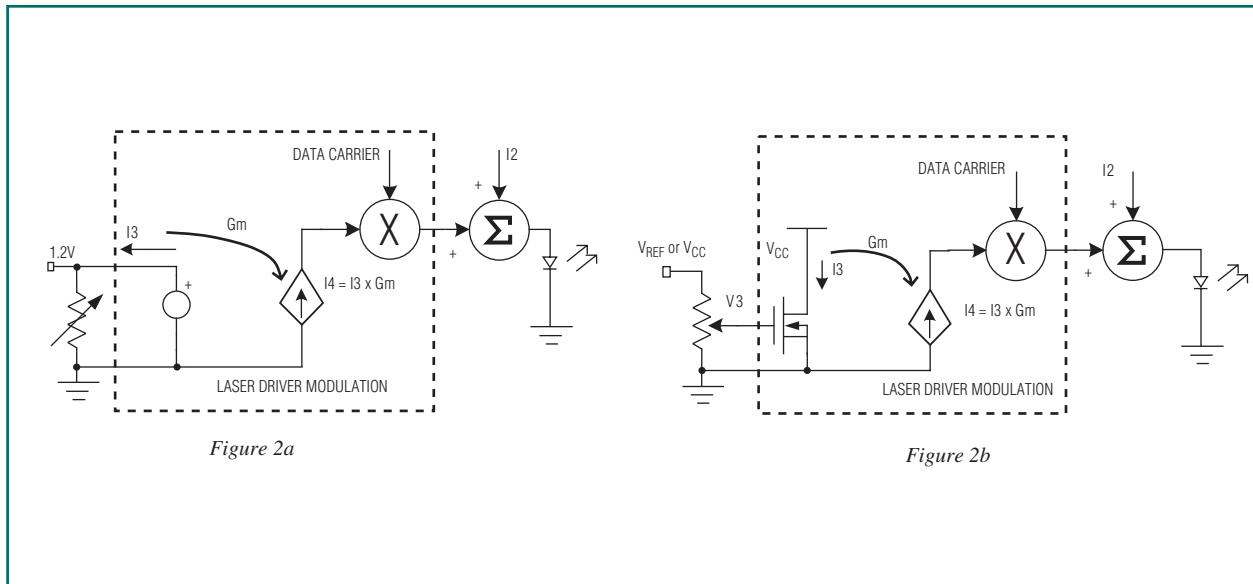 DATA CARRIER
I2
+
I3
Gm
X
Σ
1.2V
+
+
I4 = I3 x Gm
LASER DRIVER MODULATION
Figure 2a
DATA CARRIER
I2
+
VREF or VCC
VCC
Gm
X
Σ
I3
+
V3
I4 = I3 x Gm
LASER DRIVER MODULATION
Figure 2b